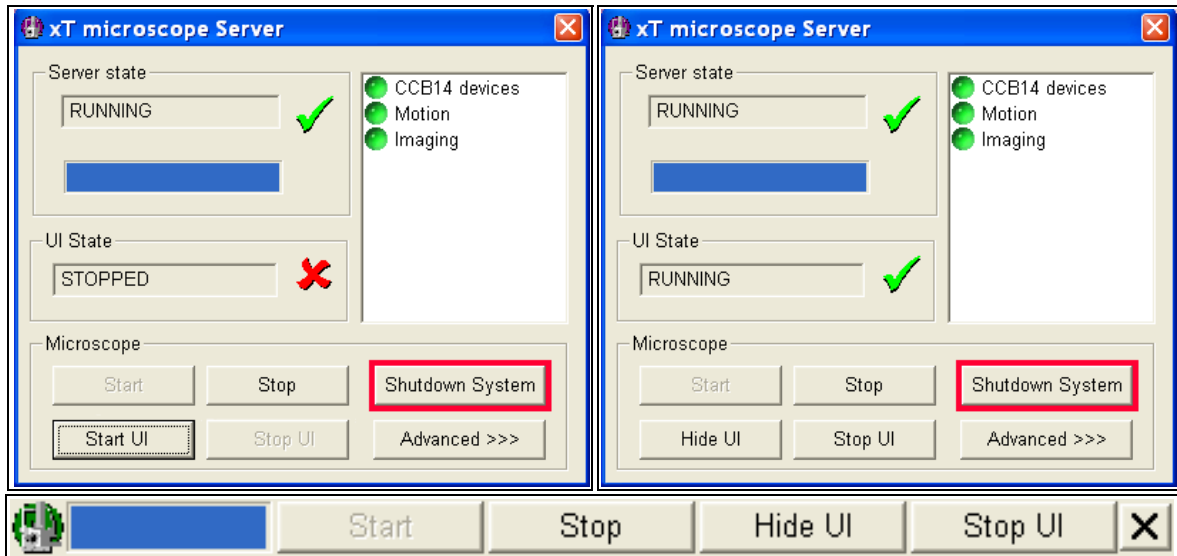 xT microscope Server
Server state
RUNNING
CCB14 devices
Motion
Imaging
UI State
STOPPED
Microscope
Start
Stop
Shutdown System
Start UI
Stop UI
Advanced >>>
xT microscope Server
Server state
RUNNING
CCB14 devices
Motion
Imaging
UI State
RUNNING
Microscope
Start
Stop
Shutdown System
Hide UI
Stop UI
Advanced >>>
Start Stop Hide UI Stop UI